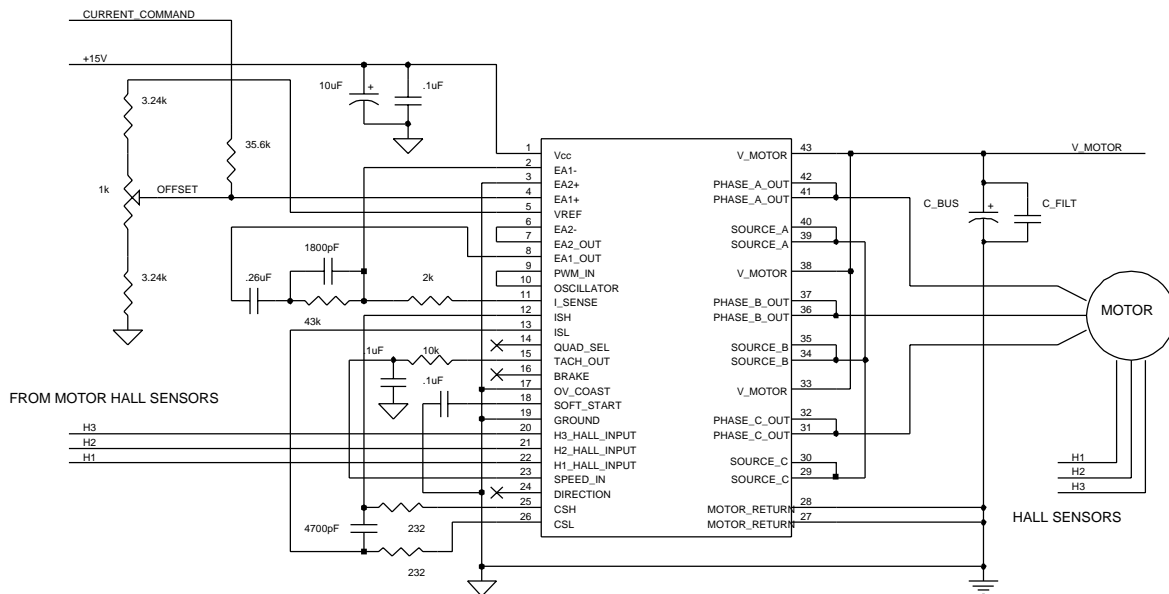 CURRENT_COMMAND
+15V
3.24k
35.6k
1k
OFFSET
3.24k
10uF
+
.1uF
1800pF
.26uF
43k
2k
.1uF
10k
.1uF
4700pF
232
232
FROM MOTOR HALL SENSORS
H3
H2
H1
1 Vcc
2 EA1-
3 EA2+
4 EA1+
5 VREF
6 EA2-
7 EA2_OUT
8 EA1_OUT
9 PWM_IN
10 OSCILLATOR
11 I_SENSE
12 ISH
13 ISL
14 QUAD_SEL
15 TACH_OUT
16 BRAKE
17 OV_COAST
18 SOFT_START
19 GROUND
20 H3_HALL_INPUT
21 H2_HALL_INPUT
22 H1_HALL_INPUT
23 SPEED_IN
24 DIRECTION
25 CSH
26 CSL
V_MOTOR 43
PHASE_A_OUT 42
PHASE_A_OUT 41
SOURCE_A 40
SOURCE_A 39
V_MOTOR 38
PHASE_B_OUT 37
PHASE_B_OUT 36
SOURCE_B 35
SOURCE_B 34
V_MOTOR 33
PHASE_C_OUT 32
PHASE_C_OUT 31
SOURCE_C 30
SOURCE_C 29
MOTOR_RETURN 28
MOTOR_RETURN 27
V_MOTOR
C_BUS
+
C_FILT
MOTOR
H1
H2
H3
HALL SENSORS